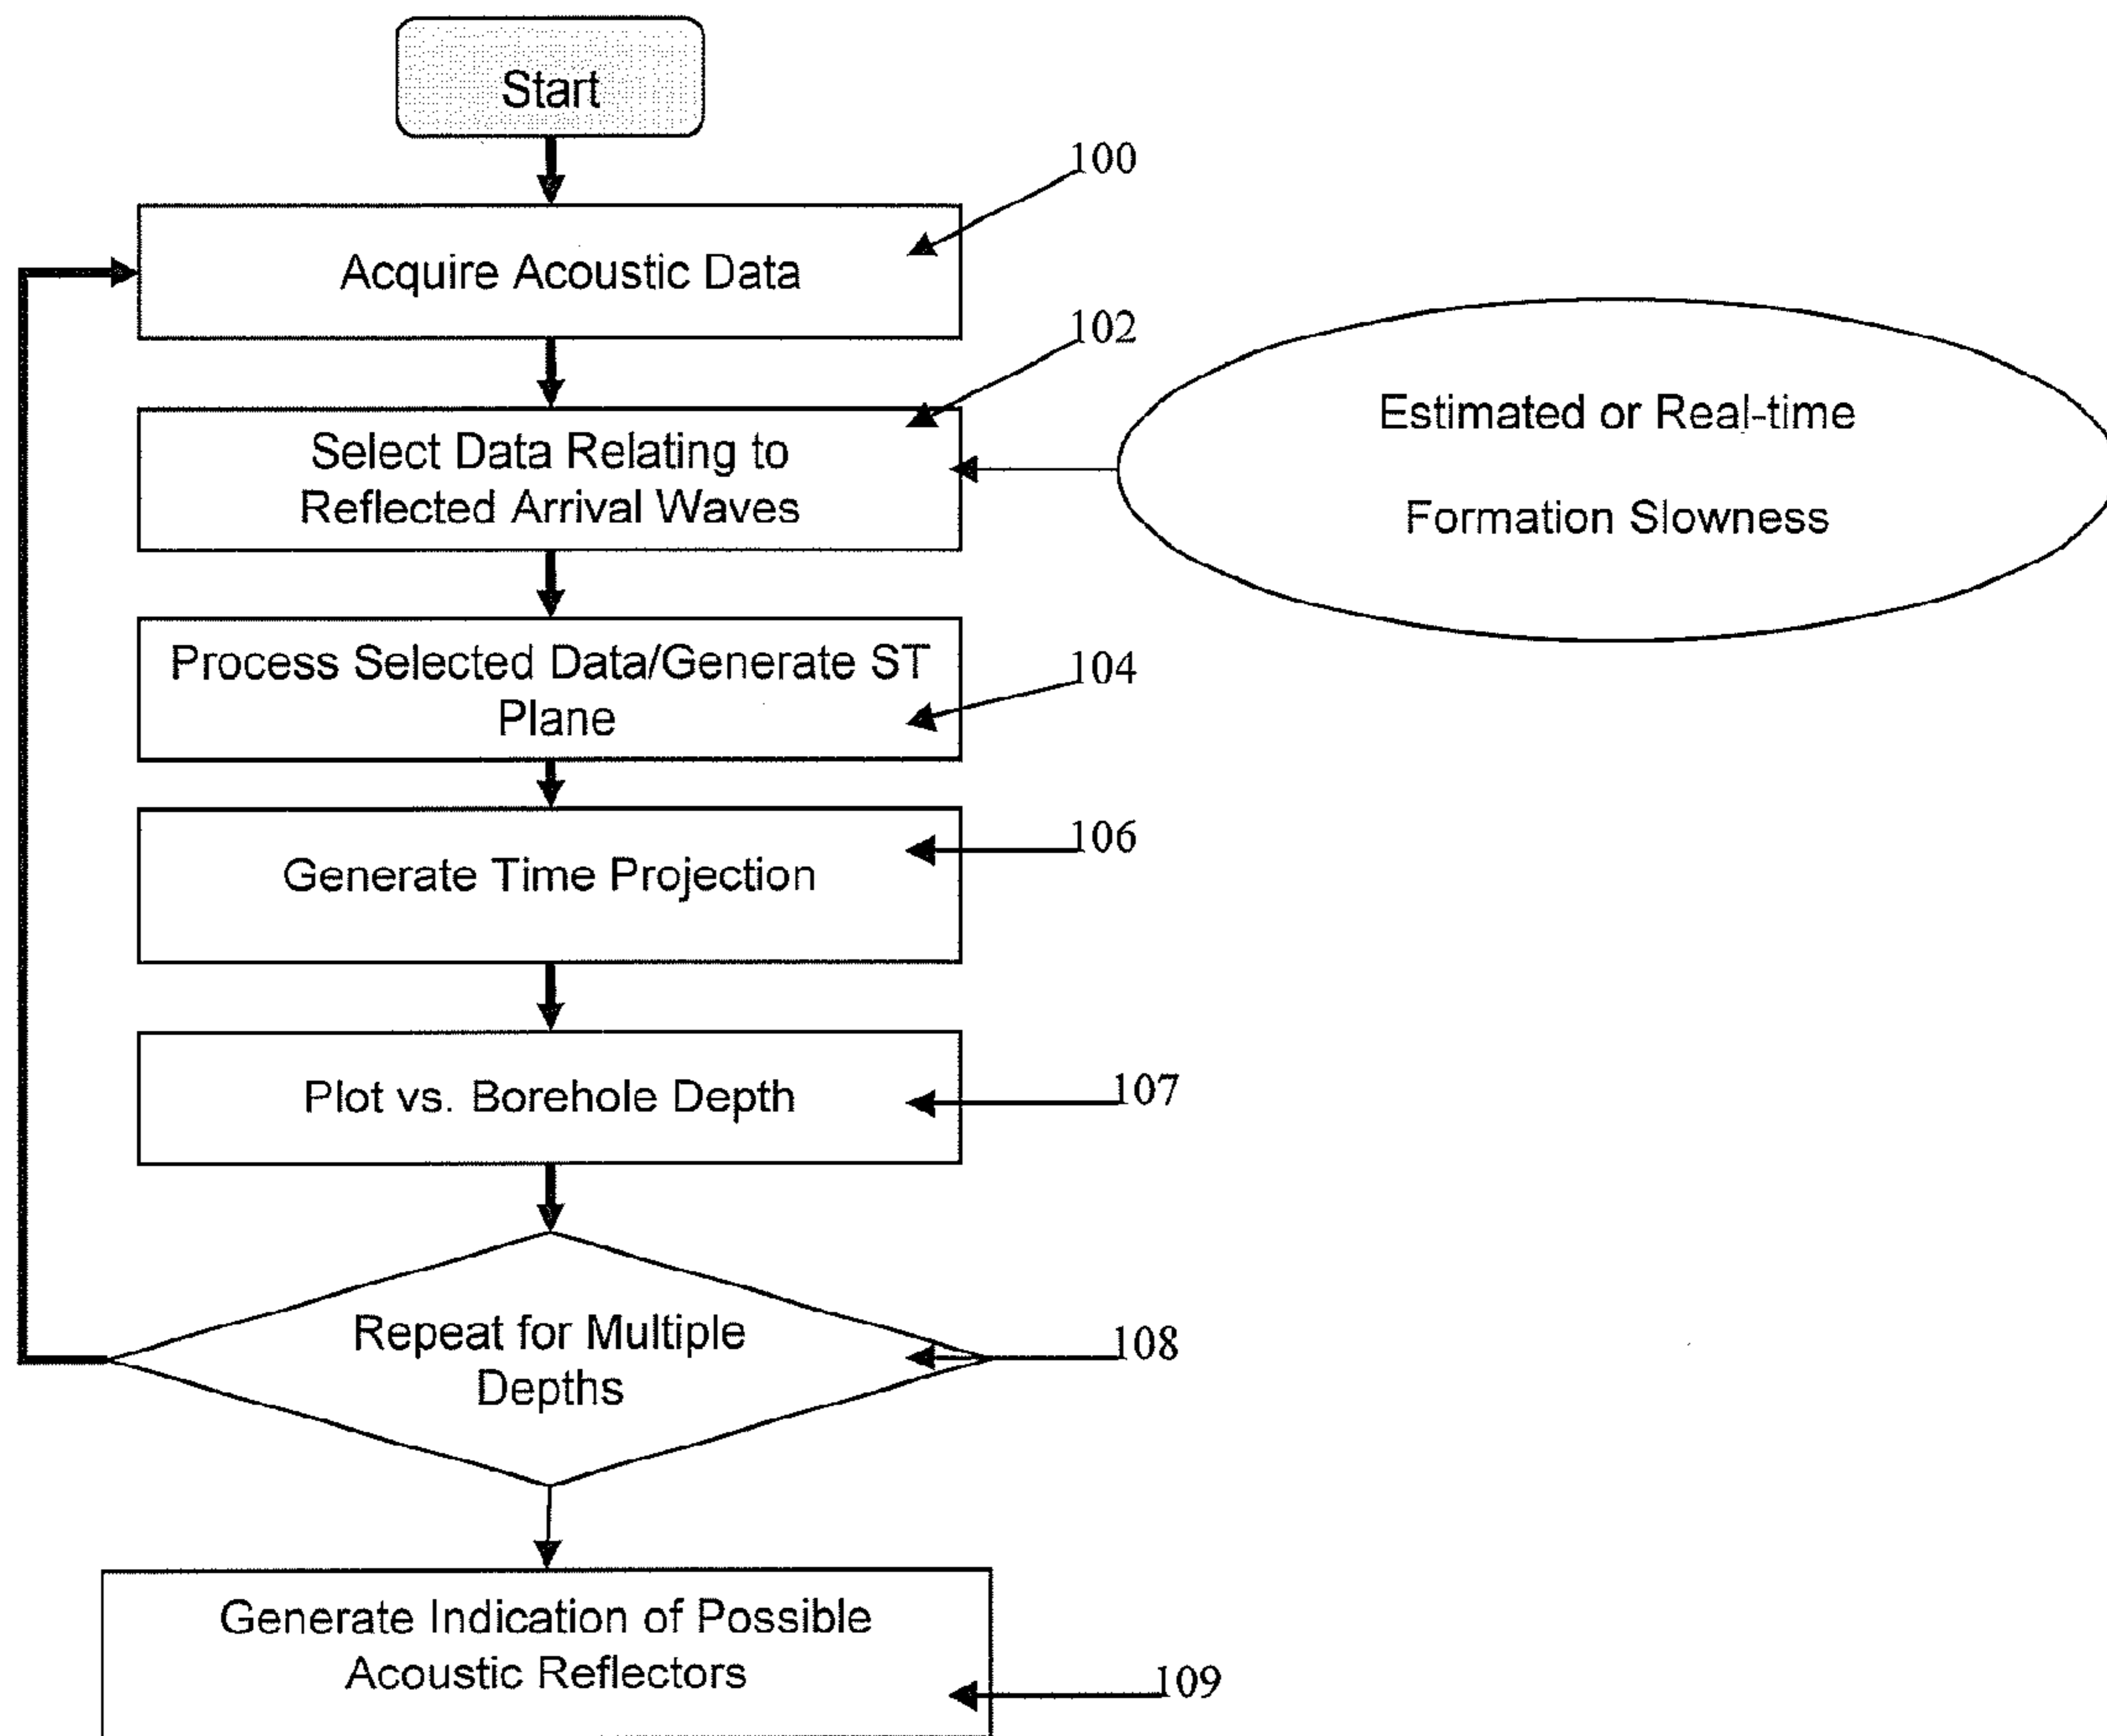 Start
100
Acquire Acoustic Data
102
Select Data Relating to
Reflected Arrival Waves
Estimated or Real-time
Formation Slowness
Process Selected Data/Generate ST
Plane
104
Generate Time Projection
106
Plot vs. Borehole Depth
107
Repeat for Multiple
Depths
108
Generate Indication of Possible
Acoustic Reflectors
109